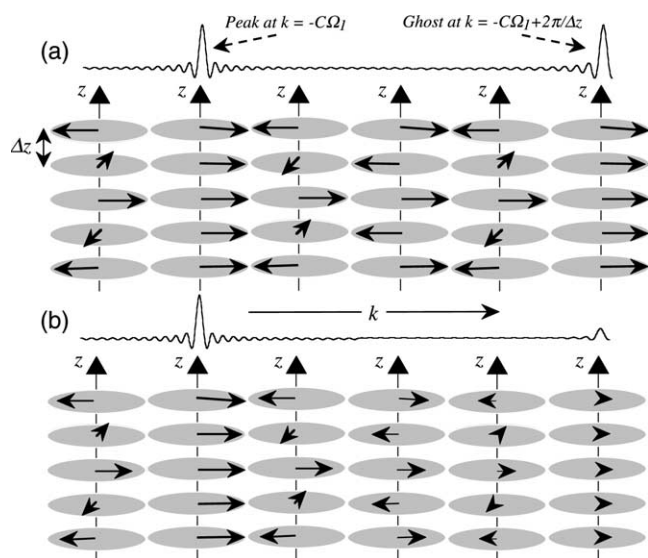 Peak at k = -CΩ₁ Ghost at k = -CΩ₁+2π/Δz
(a)
z z z z z z
Δz
(b)
k
z z z z z z